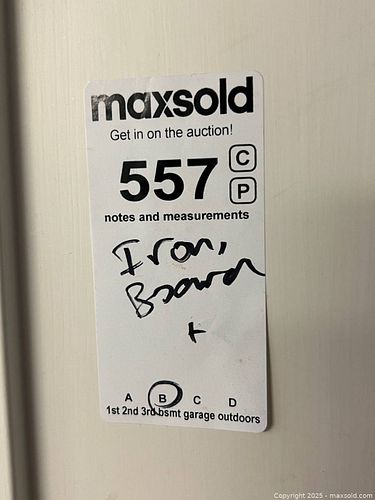 maxsold
Get in on the auction!
557 C
P
notes and measurements
Iron,
Board
+
A B C D
1st 2nd 3rd bsmt garage outdoors
Copyright 2025 - maxsold.com